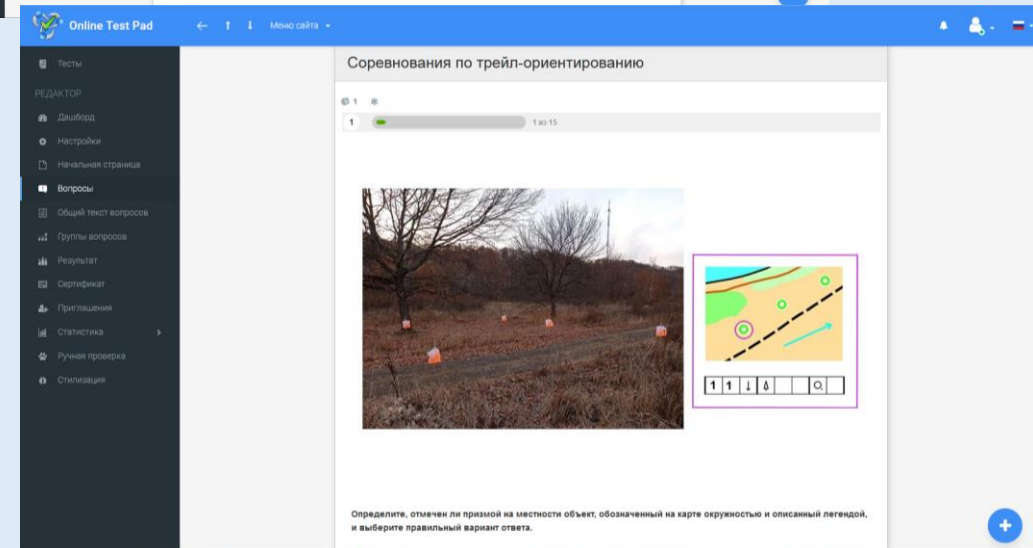 Online Test Pad
Меню сайта
Тесты
РЕДАКТОР
Дашборд
Настройки
Начальная страница
Вопросы
Общий текст вопросов
Группы вопросов
Результат
Сертификат
Приглашения
Статистика
Ручная проверка
Стилизация
Соревнования по трейл-ориентированию
1
1 1 из 15
1 1 ↓
Определите, отмечен ли призмой на местности объект, обозначенный на карте окружностью и описанный легендой,
и выберите правильный вариант ответа.